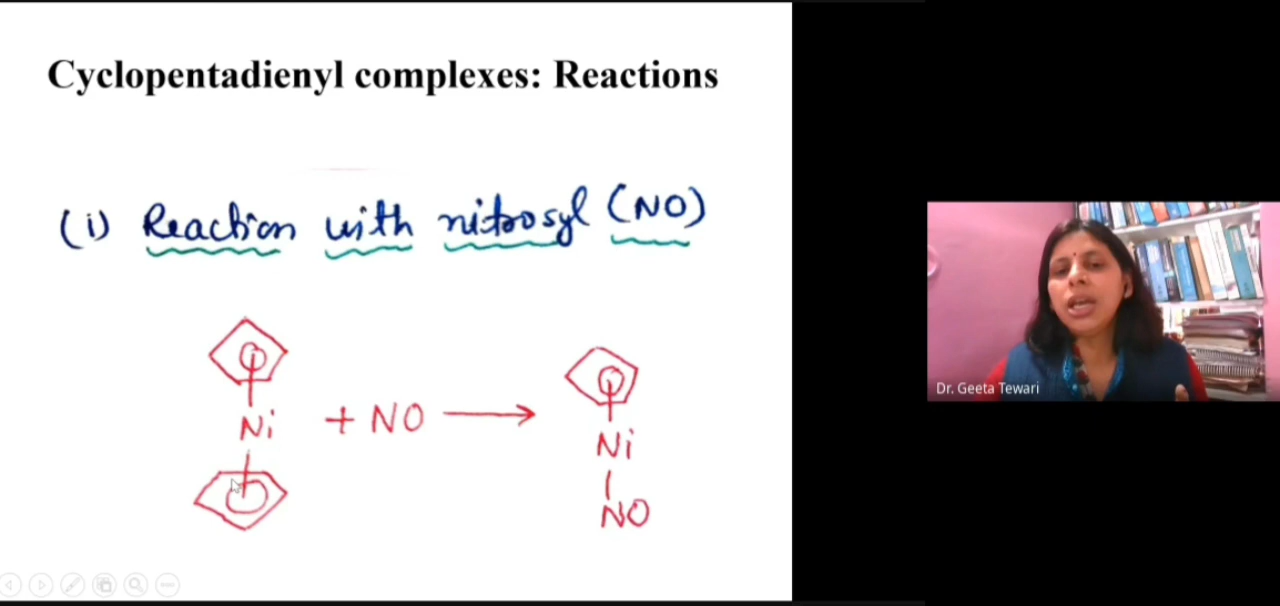 Cyclopentadienyl complexes: Reactions
(i) Reaction with nitrosyl (NO)
Ni + NO → Ni
NO
Dr. Geeta Tewari